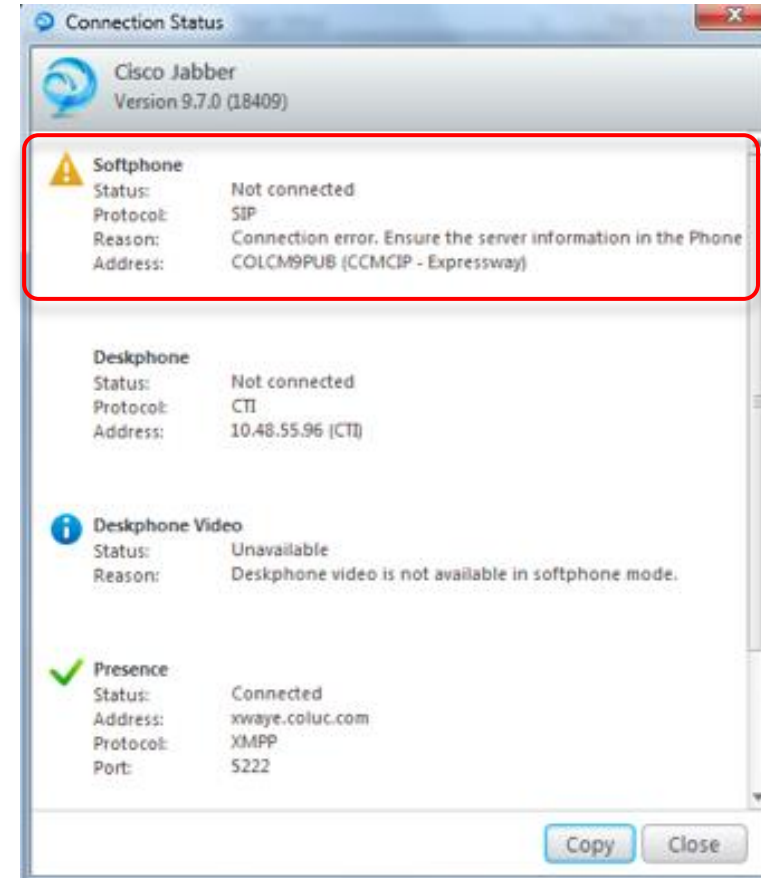 Connection Status
Cisco Jabber
Version 9.7.0 (18409)
Softphone
Status: Not connected
Protocol: SIP
Reason: Connection error. Ensure the server information in the Phone
Address: COLCM9PUB (CCMCIP - Expressway)
Deskphone
Status: Not connected
Protocol: CTI
Address: 10.48.55.96 (CTI)
Deskphone Video
Status: Unavailable
Reason: Deskphone video is not available in softphone mode.
Presence
Status: Connected
Address: xwaye.coluc.com
Protocol: XMPP
Port: 5222
Copy Close